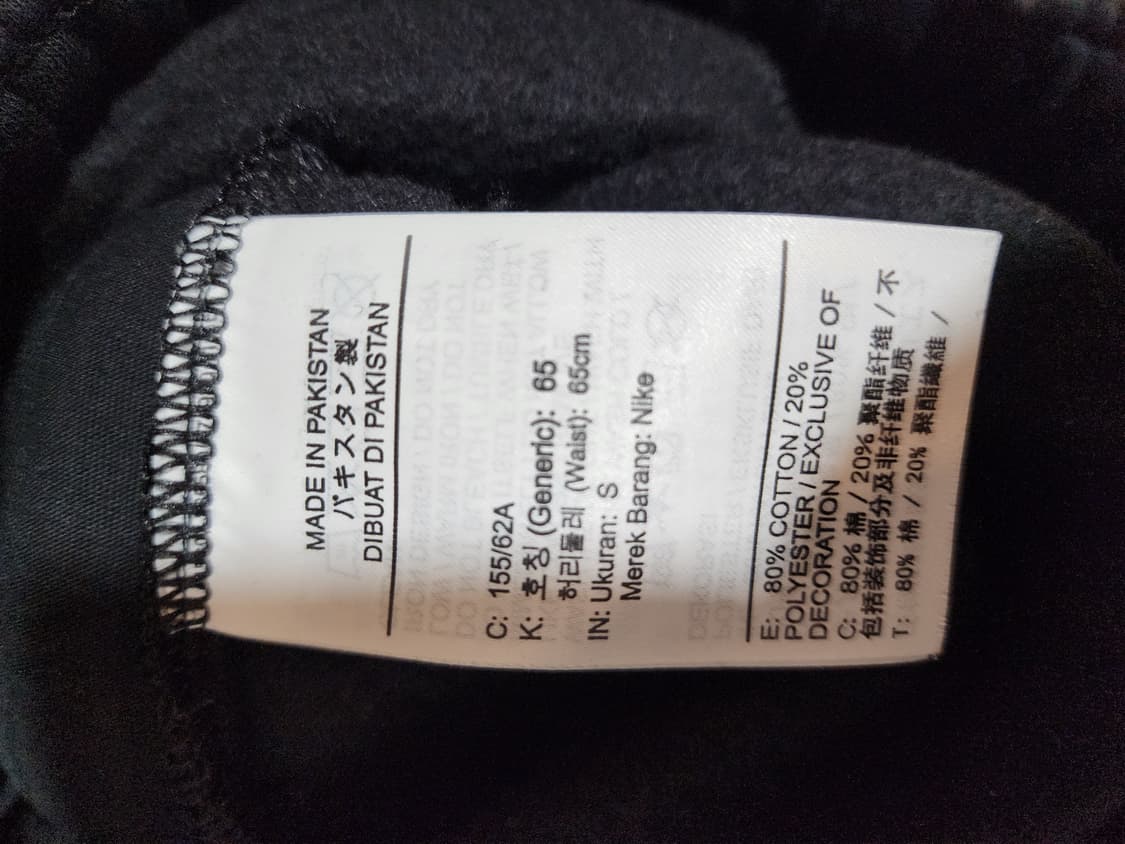 MADE IN PAKISTAN
パキスタン製
DIBUAT DI PAKISTAN
C: 155/62A
K: 호칭 (Generic): 65
허리둘레 (Waist): 65cm
IN: Ukuran: S
Merek Barang: Nike
E: 80% COTTON / 20%
POLYESTER / EXCLUSIVE OF
DECORATION
C: 80% 棉 / 20% 聚酯纤维 / 不
包括装饰部分及非纤维物质
T: 80% 棉 / 20% 聚酯纖維 /